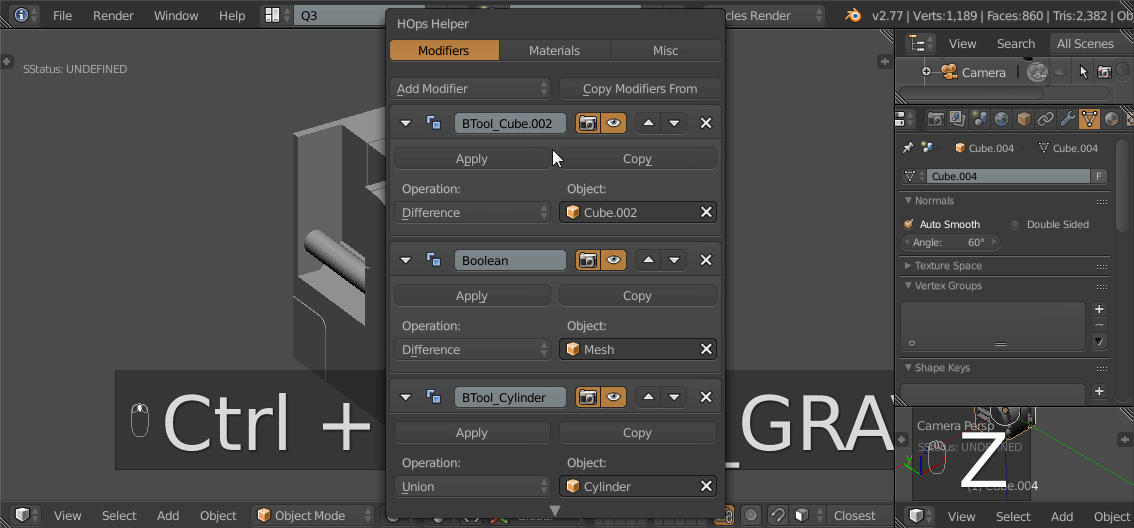 File Render Window Help Q3 cles Render v2.77 | Verts:1,189 | Faces:860 | Tris:2,382 | Ob
SStatus: UNDEFINED
HOps Helper
Modifiers Materials Misc
Add Modifier Copy Modifiers From
BTool_Cube.002
Apply Copy
Operation: Object:
Difference Cube.002
Boolean
Apply Copy
Operation: Object:
Difference Mesh
BTool_Cylinder
Apply Copy
Operation: Object:
Union Cylinder
Ctrl + _GRA
View Search All Scenes
Camera
Cube.004 Cube.004
Cube.004 F
Normals
Auto Smooth Double Sided
Angle: 60°
Texture Space
Vertex Groups
Shape Keys
Camera Persp
SStatus: UNDEFINED
Z
(1) Cube.004
View Select Add Object Object Mode Closest
View Select Add Object